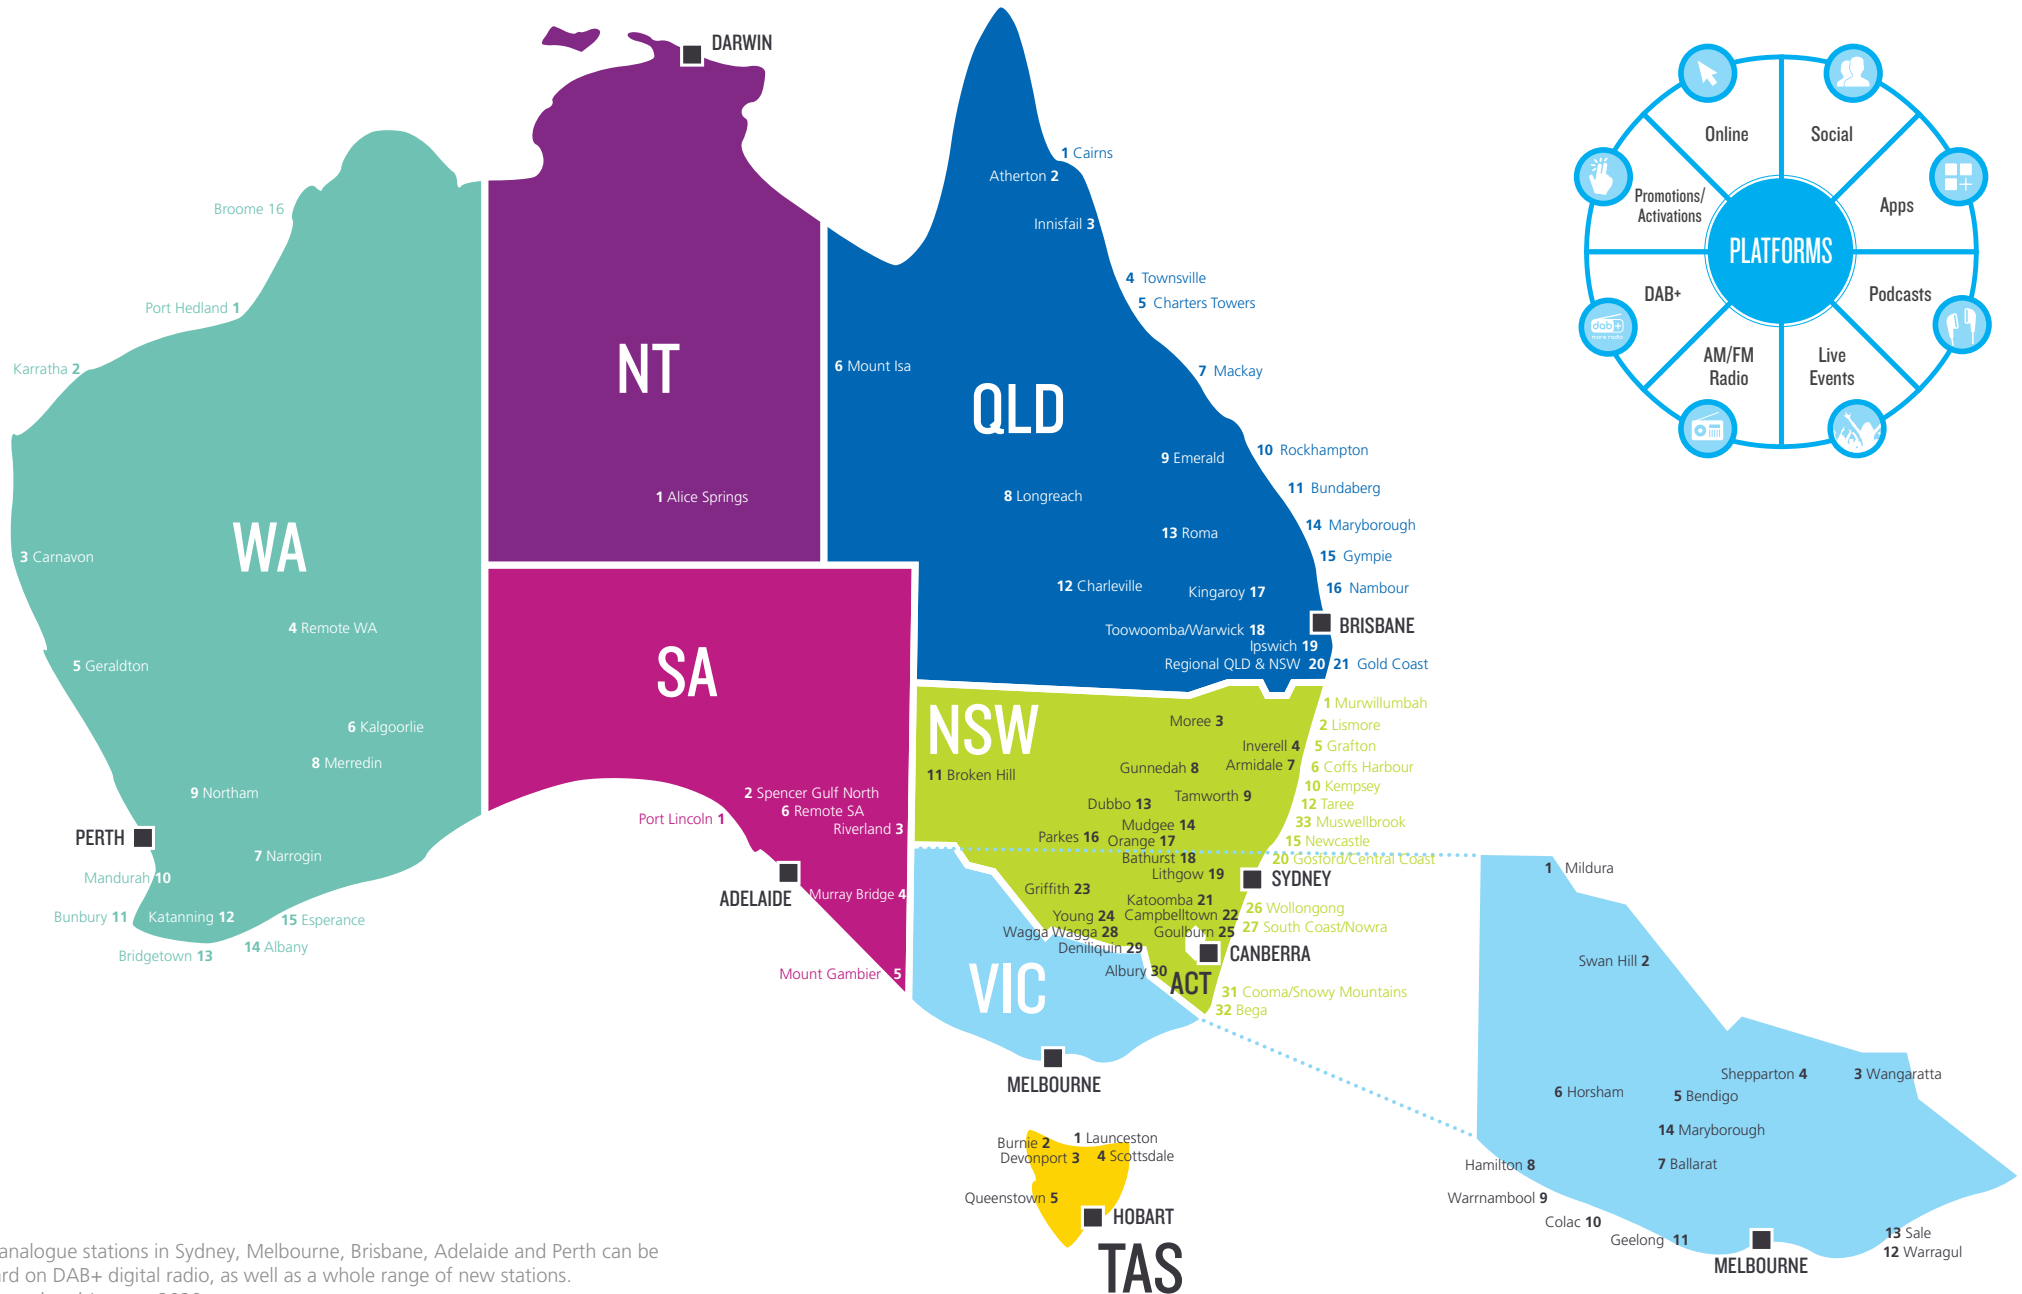 DARWIN
Online
Social
Promotions/
Activations
Apps
PLATFORMS
DAB+
Podcasts
dab+
more radio
AM/FM
Radio
Live
Events
Broome 16
Port Hedland 1
Karratha 2
WA
3 Carnavon
4 Remote WA
5 Geraldton
6 Kalgoorlie
8 Merredin
9 Northam
PERTH
7 Narrogin
Mandurah 10
Bunbury 11
Katanning 12
15 Esperance
14 Albany
Bridgetown 13
NT
1 Alice Springs
1 Cairns
Atherton 2
Innisfail 3
4 Townsville
5 Charters Towers
6 Mount Isa
7 Mackay
QLD
10 Rockhampton
9 Emerald
11 Bundaberg
8 Longreach
14 Maryborough
13 Roma
15 Gympie
12 Charleville
Kingaroy 17
16 Nambour
Toowoomba/Warwick 18
BRISBANE
Ipswich 19
Regional QLD & NSW 20
21 Gold Coast
SA
2 Spencer Gulf North
6 Remote SA
Port Lincoln 1
Riverland 3
ADELAIDE
Murray Bridge 4
Mount Gambier 5
NSW
1 Murwillumbah
Moree 3
2 Lismore
Inverell 4
5 Grafton
11 Broken Hill
Gunnedah 8
Armidale 7
6 Coffs Harbour
10 Kempsey
Dubbo 13
Tamworth 9
12 Taree
Mudgee 14
33 Muswellbrook
Parkes 16
Orange 17
15 Newcastle
Bathurst 18
20 Gosford/Central Coast
Lithgow 19
SYDNEY
Griffith 23
Katoomba 21
26 Wollongong
Young 24
Campbelltown 22
27 South Coast/Nowra
Wagga Wagga 28
Goulburn 25
Deniliquin 29
CANBERRA
Albury 30
ACT
31 Cooma/Snowy Mountains
32 Bega
VIC
MELBOURNE
1 Mildura
Swan Hill 2
Shepparton 4
3 Wangaratta
6 Horsham
5 Bendigo
14 Maryborough
Hamilton 8
7 Ballarat
Warrnambool 9
Colac 10
Geelong 11
13 Sale
12 Warragul
MELBOURNE
Burnie 2
1 Launceston
Devonport 3
4 Scottsdale
Queenstown 5
HOBART
TAS
analogue stations in Sydney, Melbourne, Brisbane, Adelaide and Perth can be
on DAB+ digital radio, as well as a whole range of new stations.